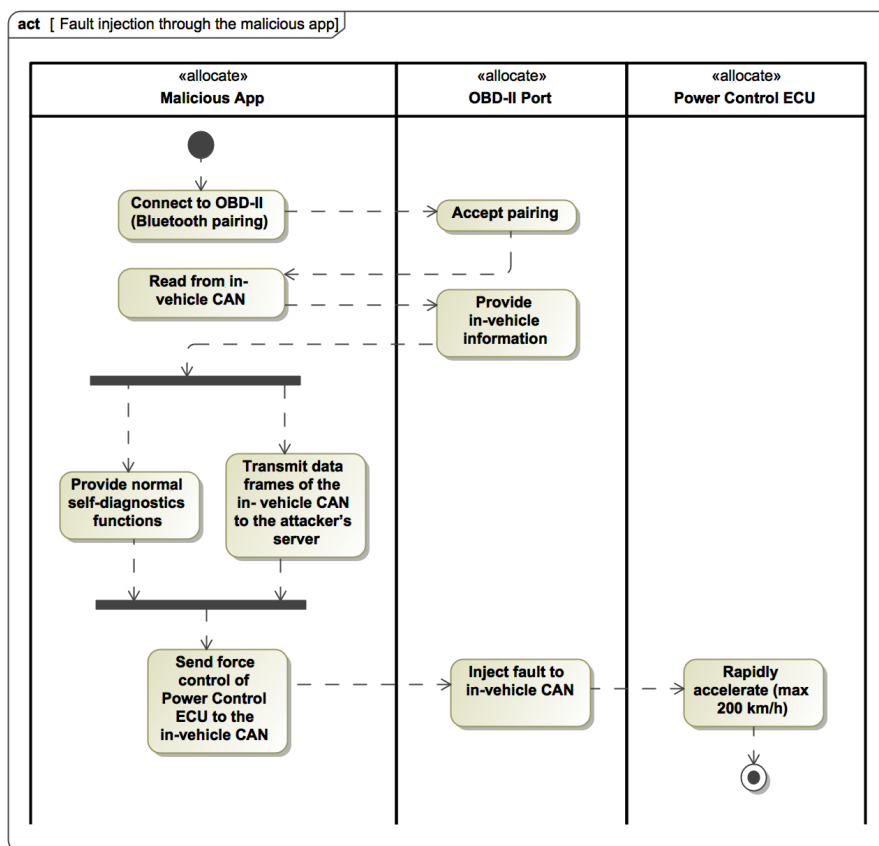 act [ Fault injection through the malicious app]
«allocate»
Malicious App
«allocate»
OBD-II Port
«allocate»
Power Control ECU
Connect to OBD-II
(Bluetooth pairing)
Accept pairing
Read from in-
vehicle CAN
Provide
in-vehicle
information
Provide normal
self-diagnostics
functions
Transmit data
frames of the
in- vehicle CAN
to the attacker's
server
Send force
control of
Power Control
ECU to the
in-vehicle CAN
Inject fault to
in-vehicle CAN
Rapidly
accelerate (max
200 km/h)